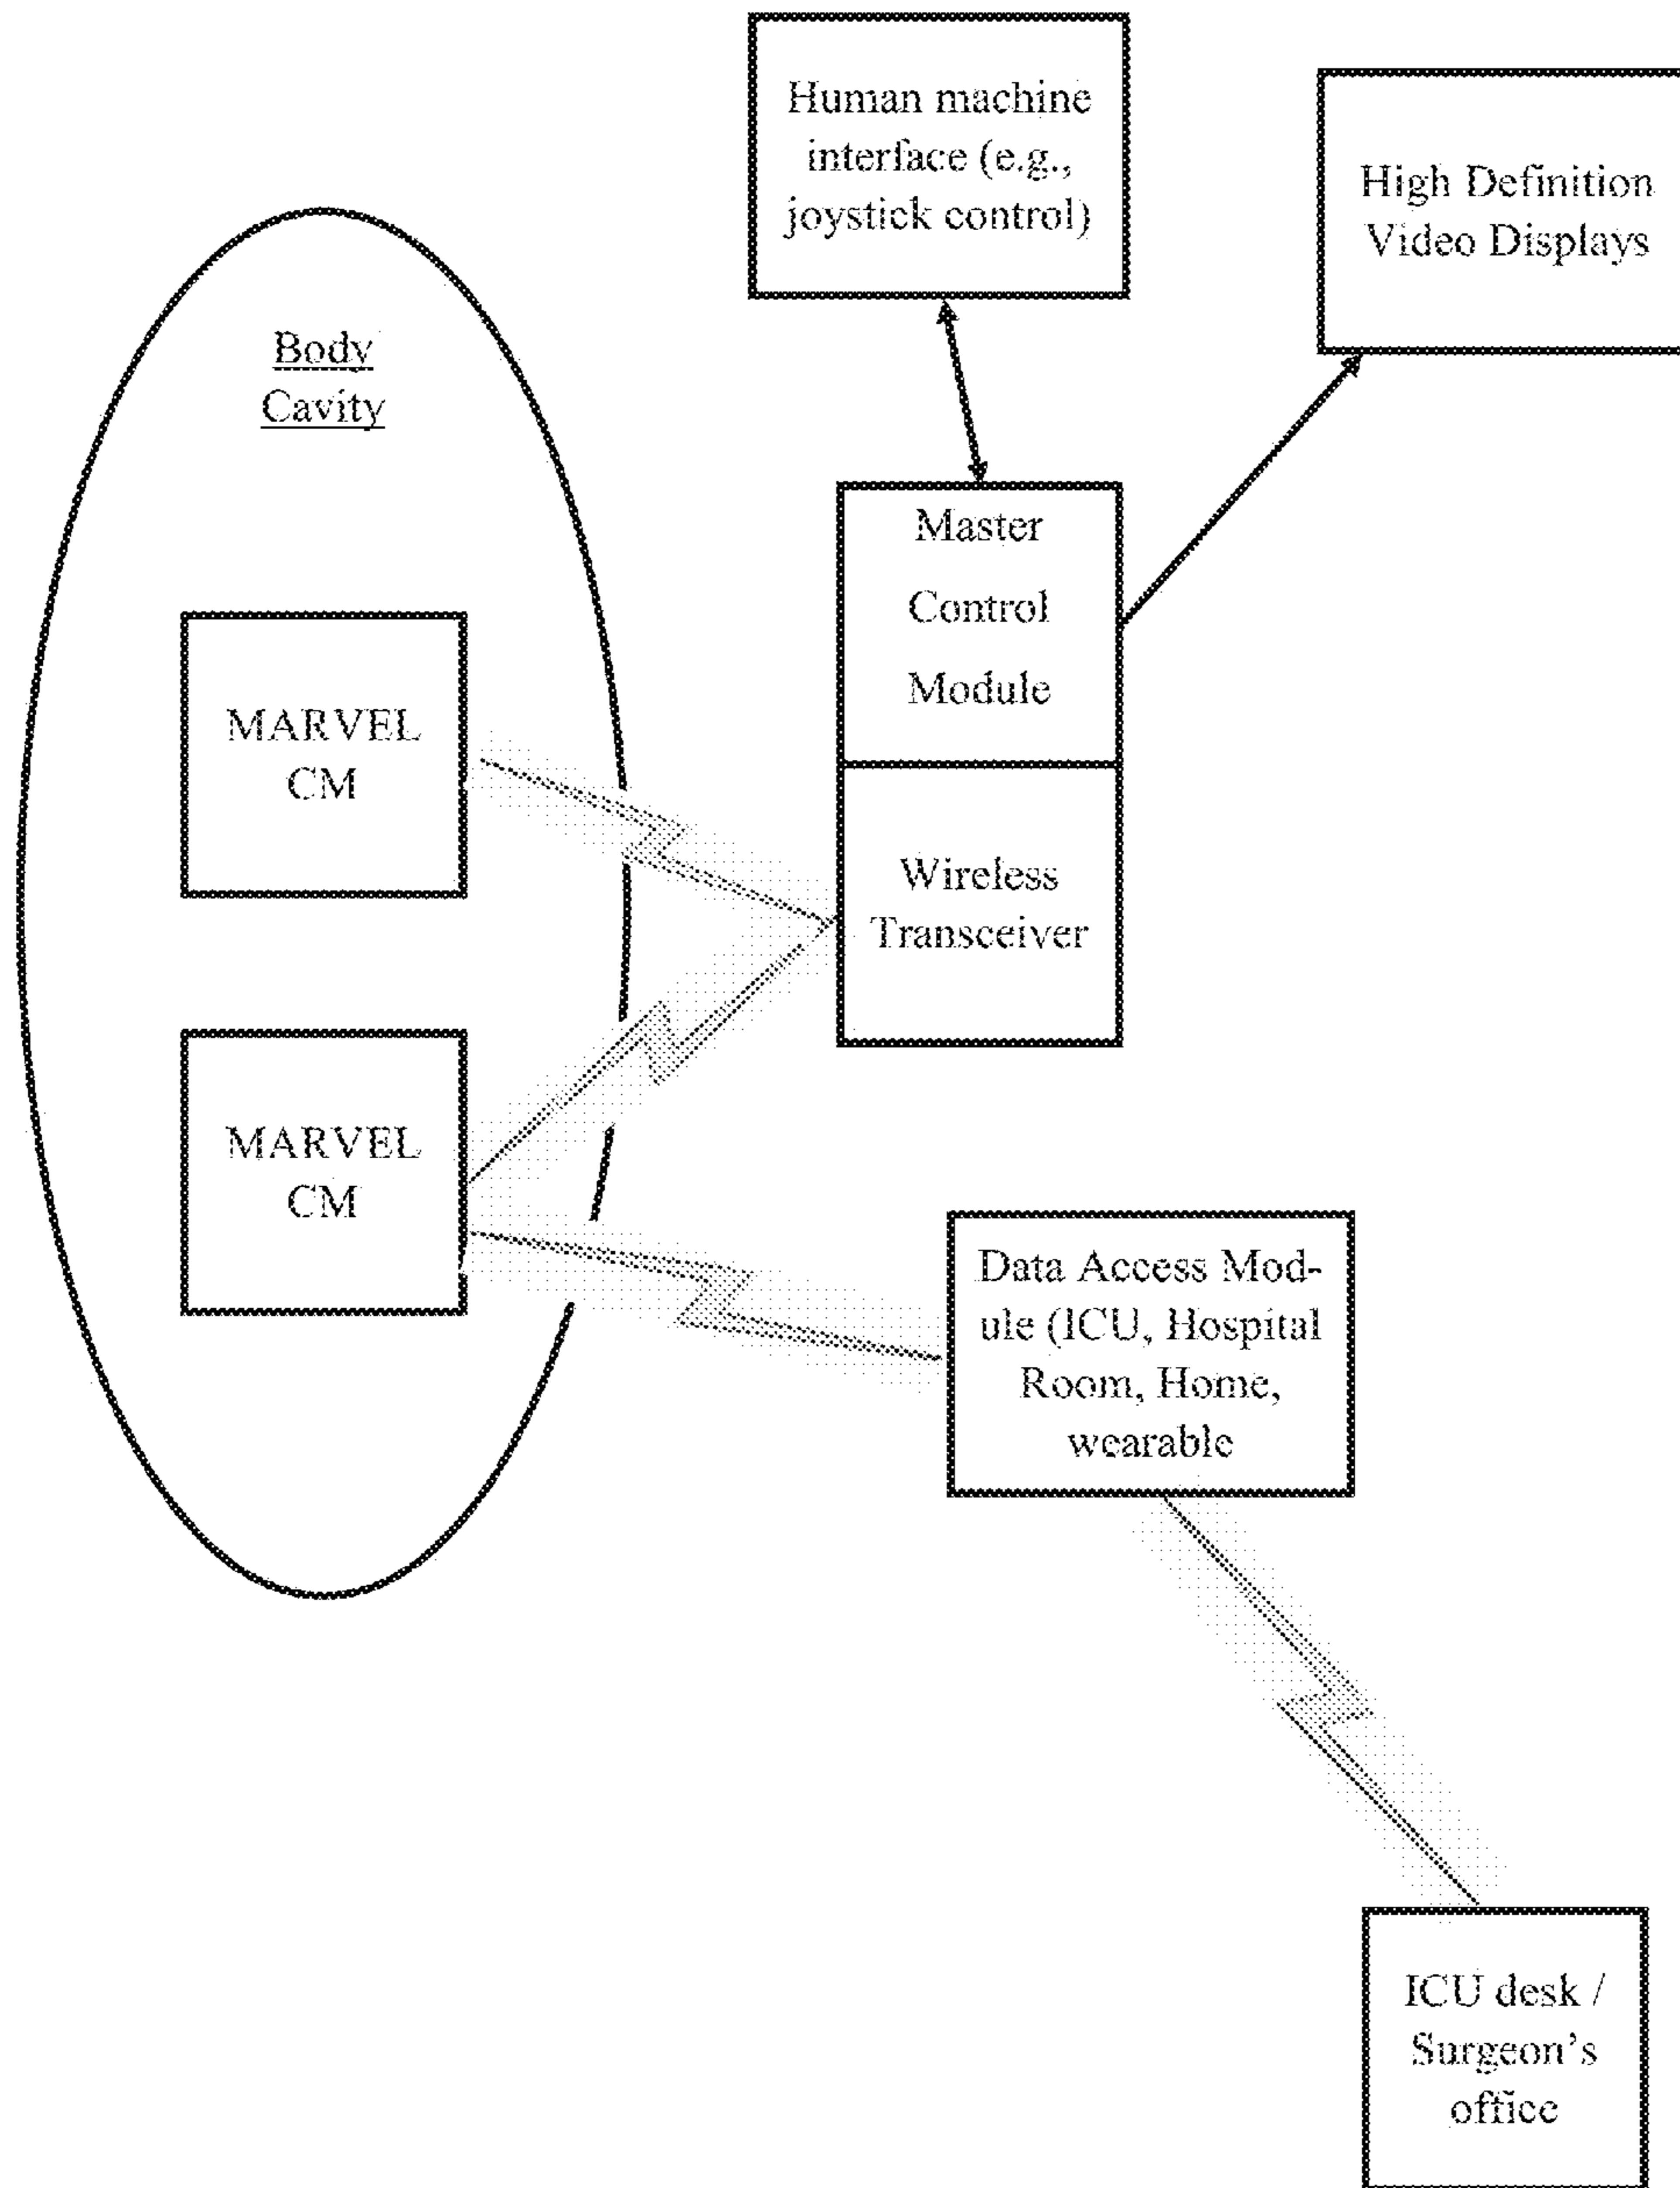 Human machine
interface (e.g.,
joystick control)
High Definition
Video Displays
Body
Cavity
Master
Control
Module
MARVEL
CM
Wireless
Transceiver
MARVEL
CM
Data Access Mod-
ule (ICU, Hospital
Room, Home,
wearable
ICU desk /
Surgeon’s
office